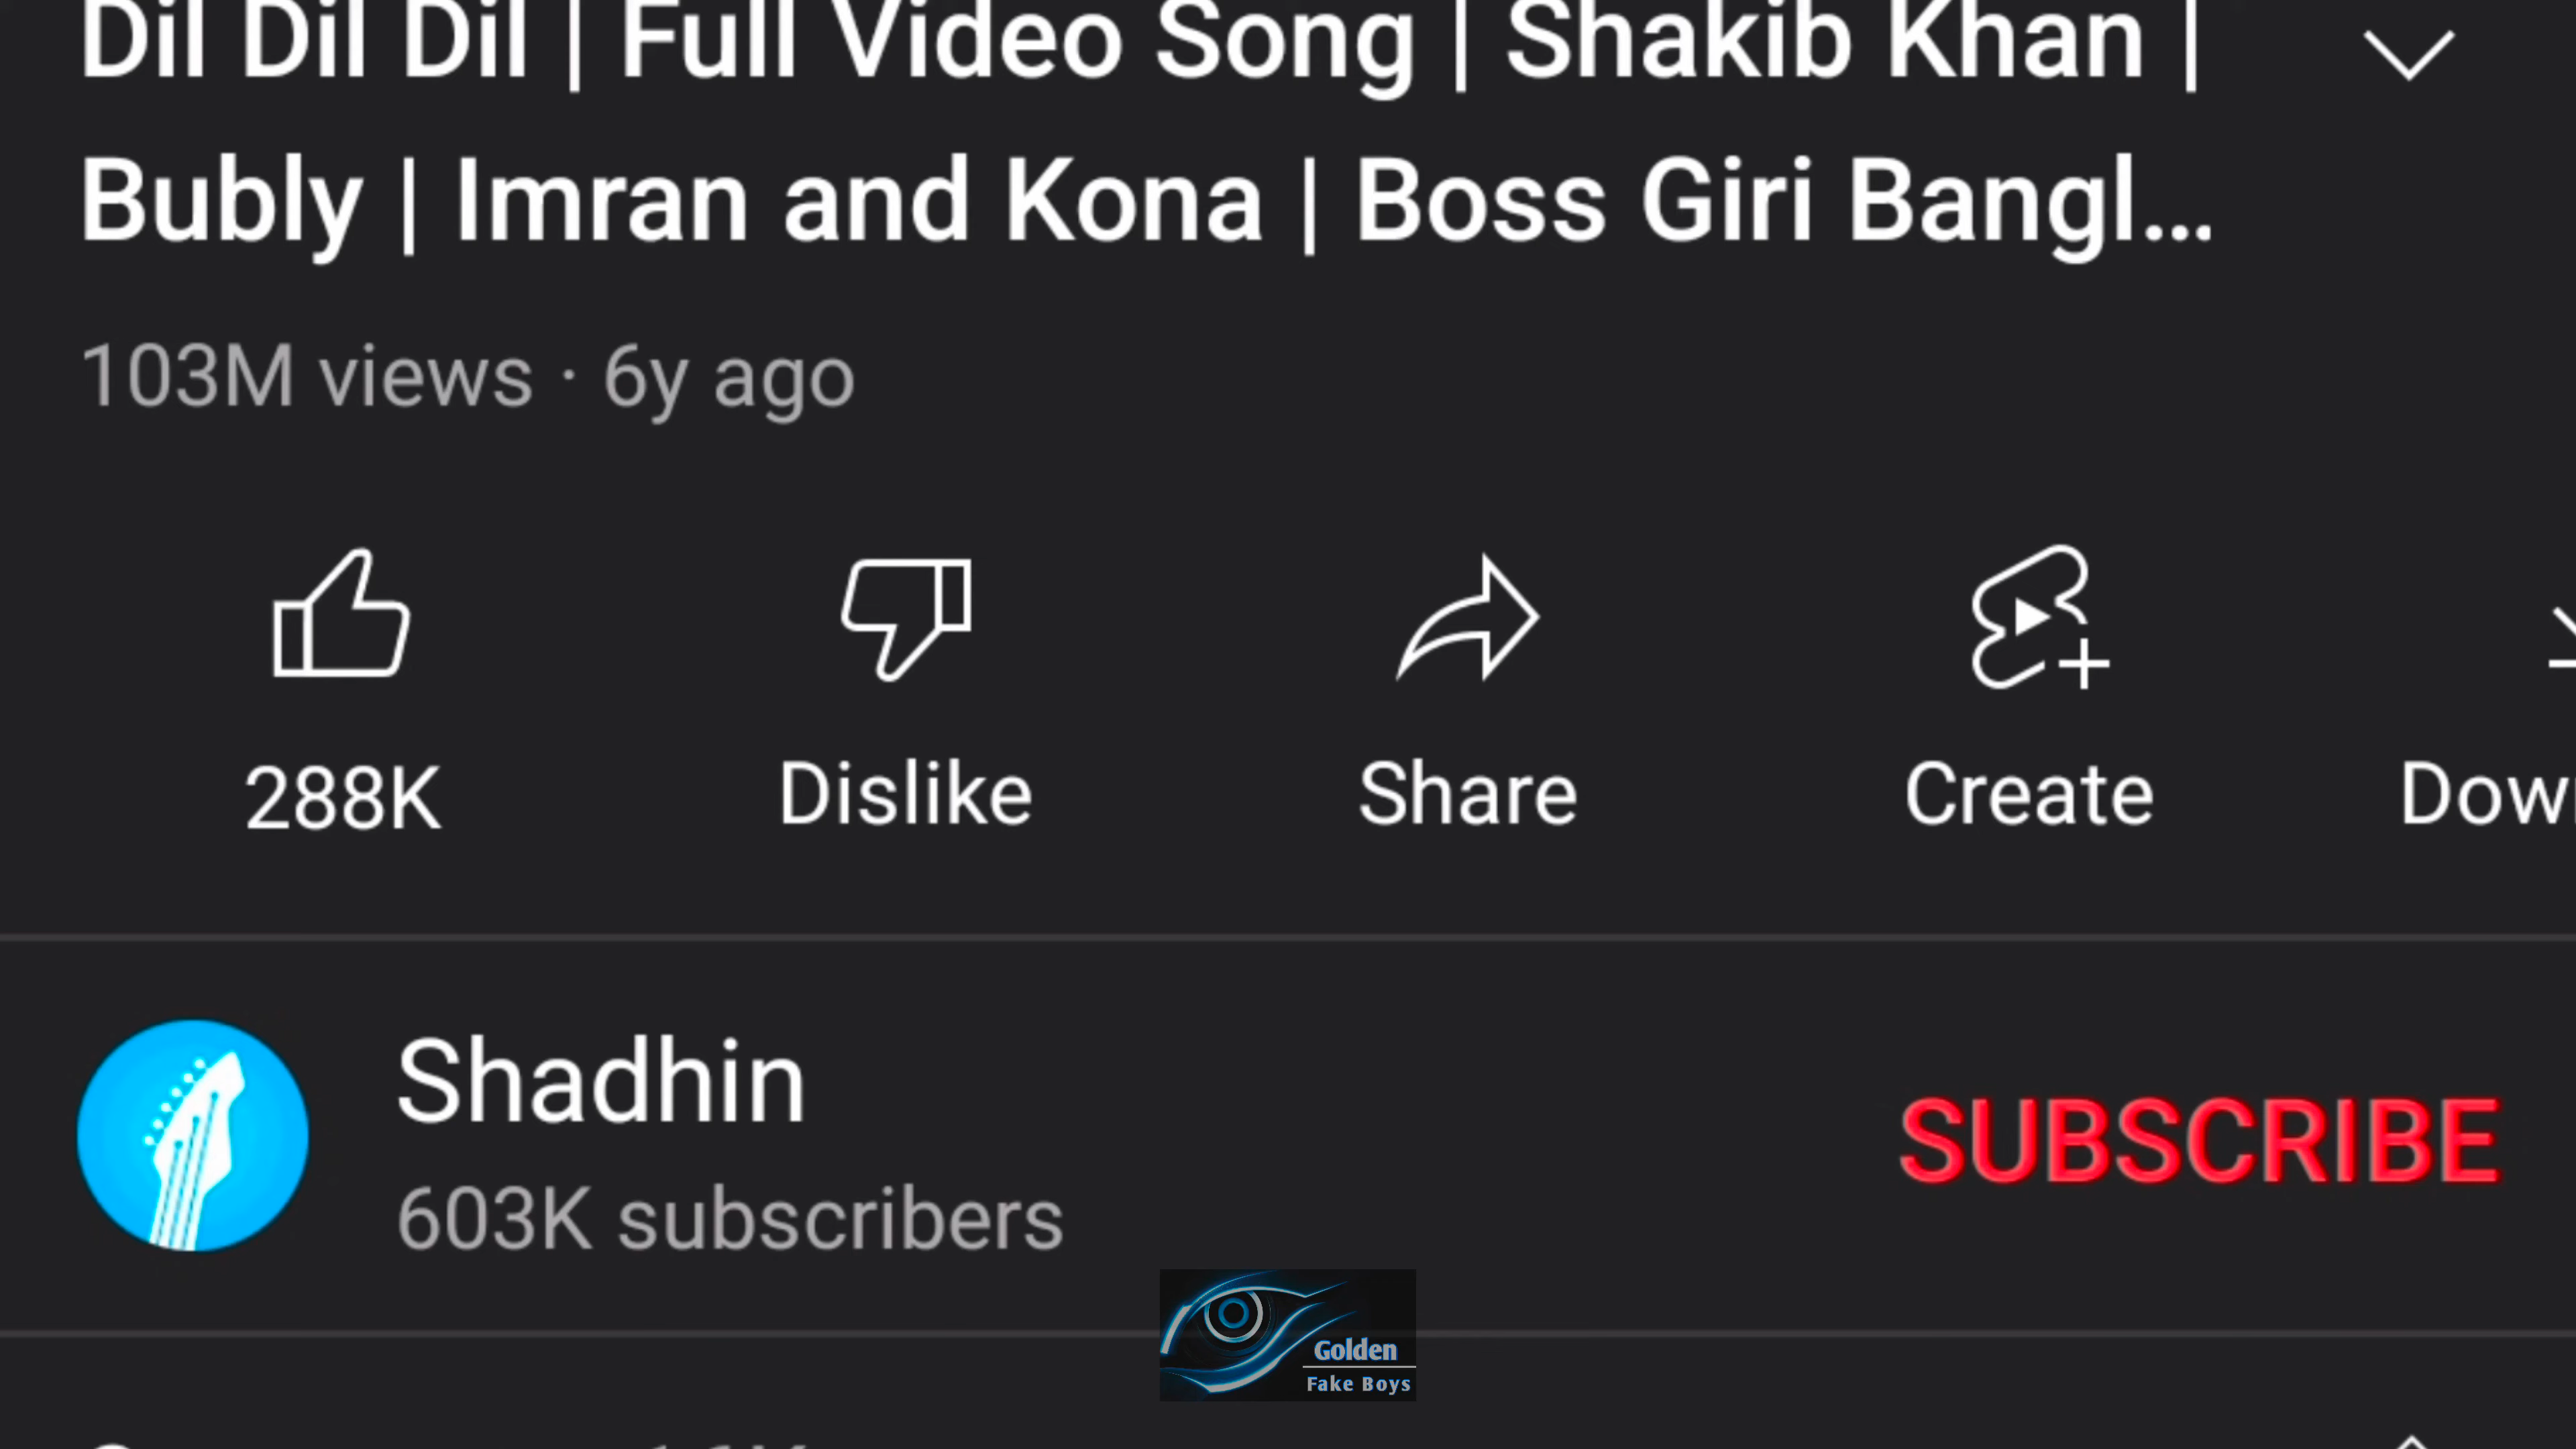 Dil Dil Dil | Full Video Song | Shakib Khan |
Bubly | Imran and Kona | Boss Giri Bangl...
103M views · 6y ago
288K
Dislike
Share
Create
Dow
Shadhin
SUBSCRIBE
603K subscribers
Golden
Fake Boys